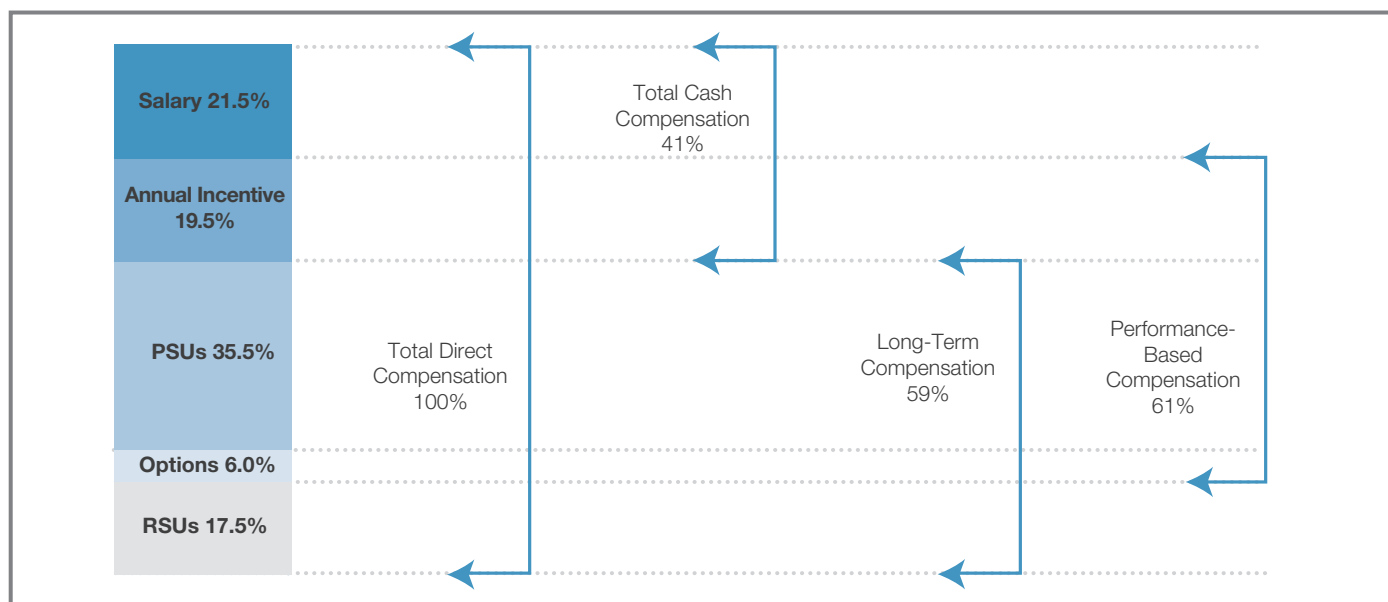 Salary 21.5%
Annual Incentive
19.5%
PSUs 35.5%
Options 6.0%
RSUs 17.5%
Total Direct
Compensation
100%
Total Cash
Compensation
41%
Long-Term
Compensation
59%
Performance-
Based
Compensation
61%